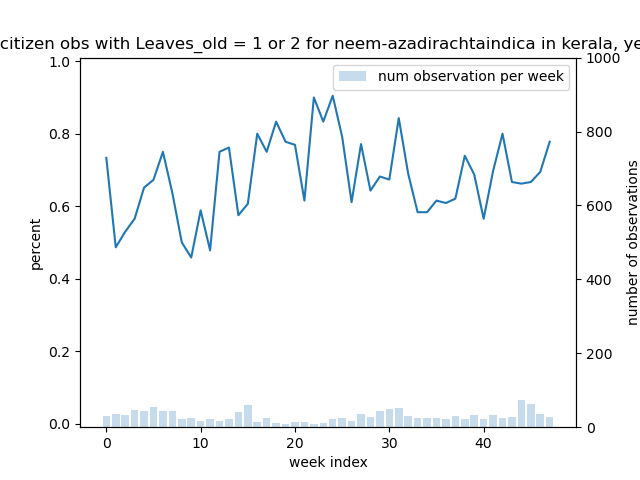 citizen obs with Leaves_old = 1 or 2 for neem-azadirachtaindica in kerala,
num observation per week
1.0
0.8
0.6
0.4
0.2
0.0
percent
1000
800
600
400
200
0
number of observations
0 10 20 30 40
week index